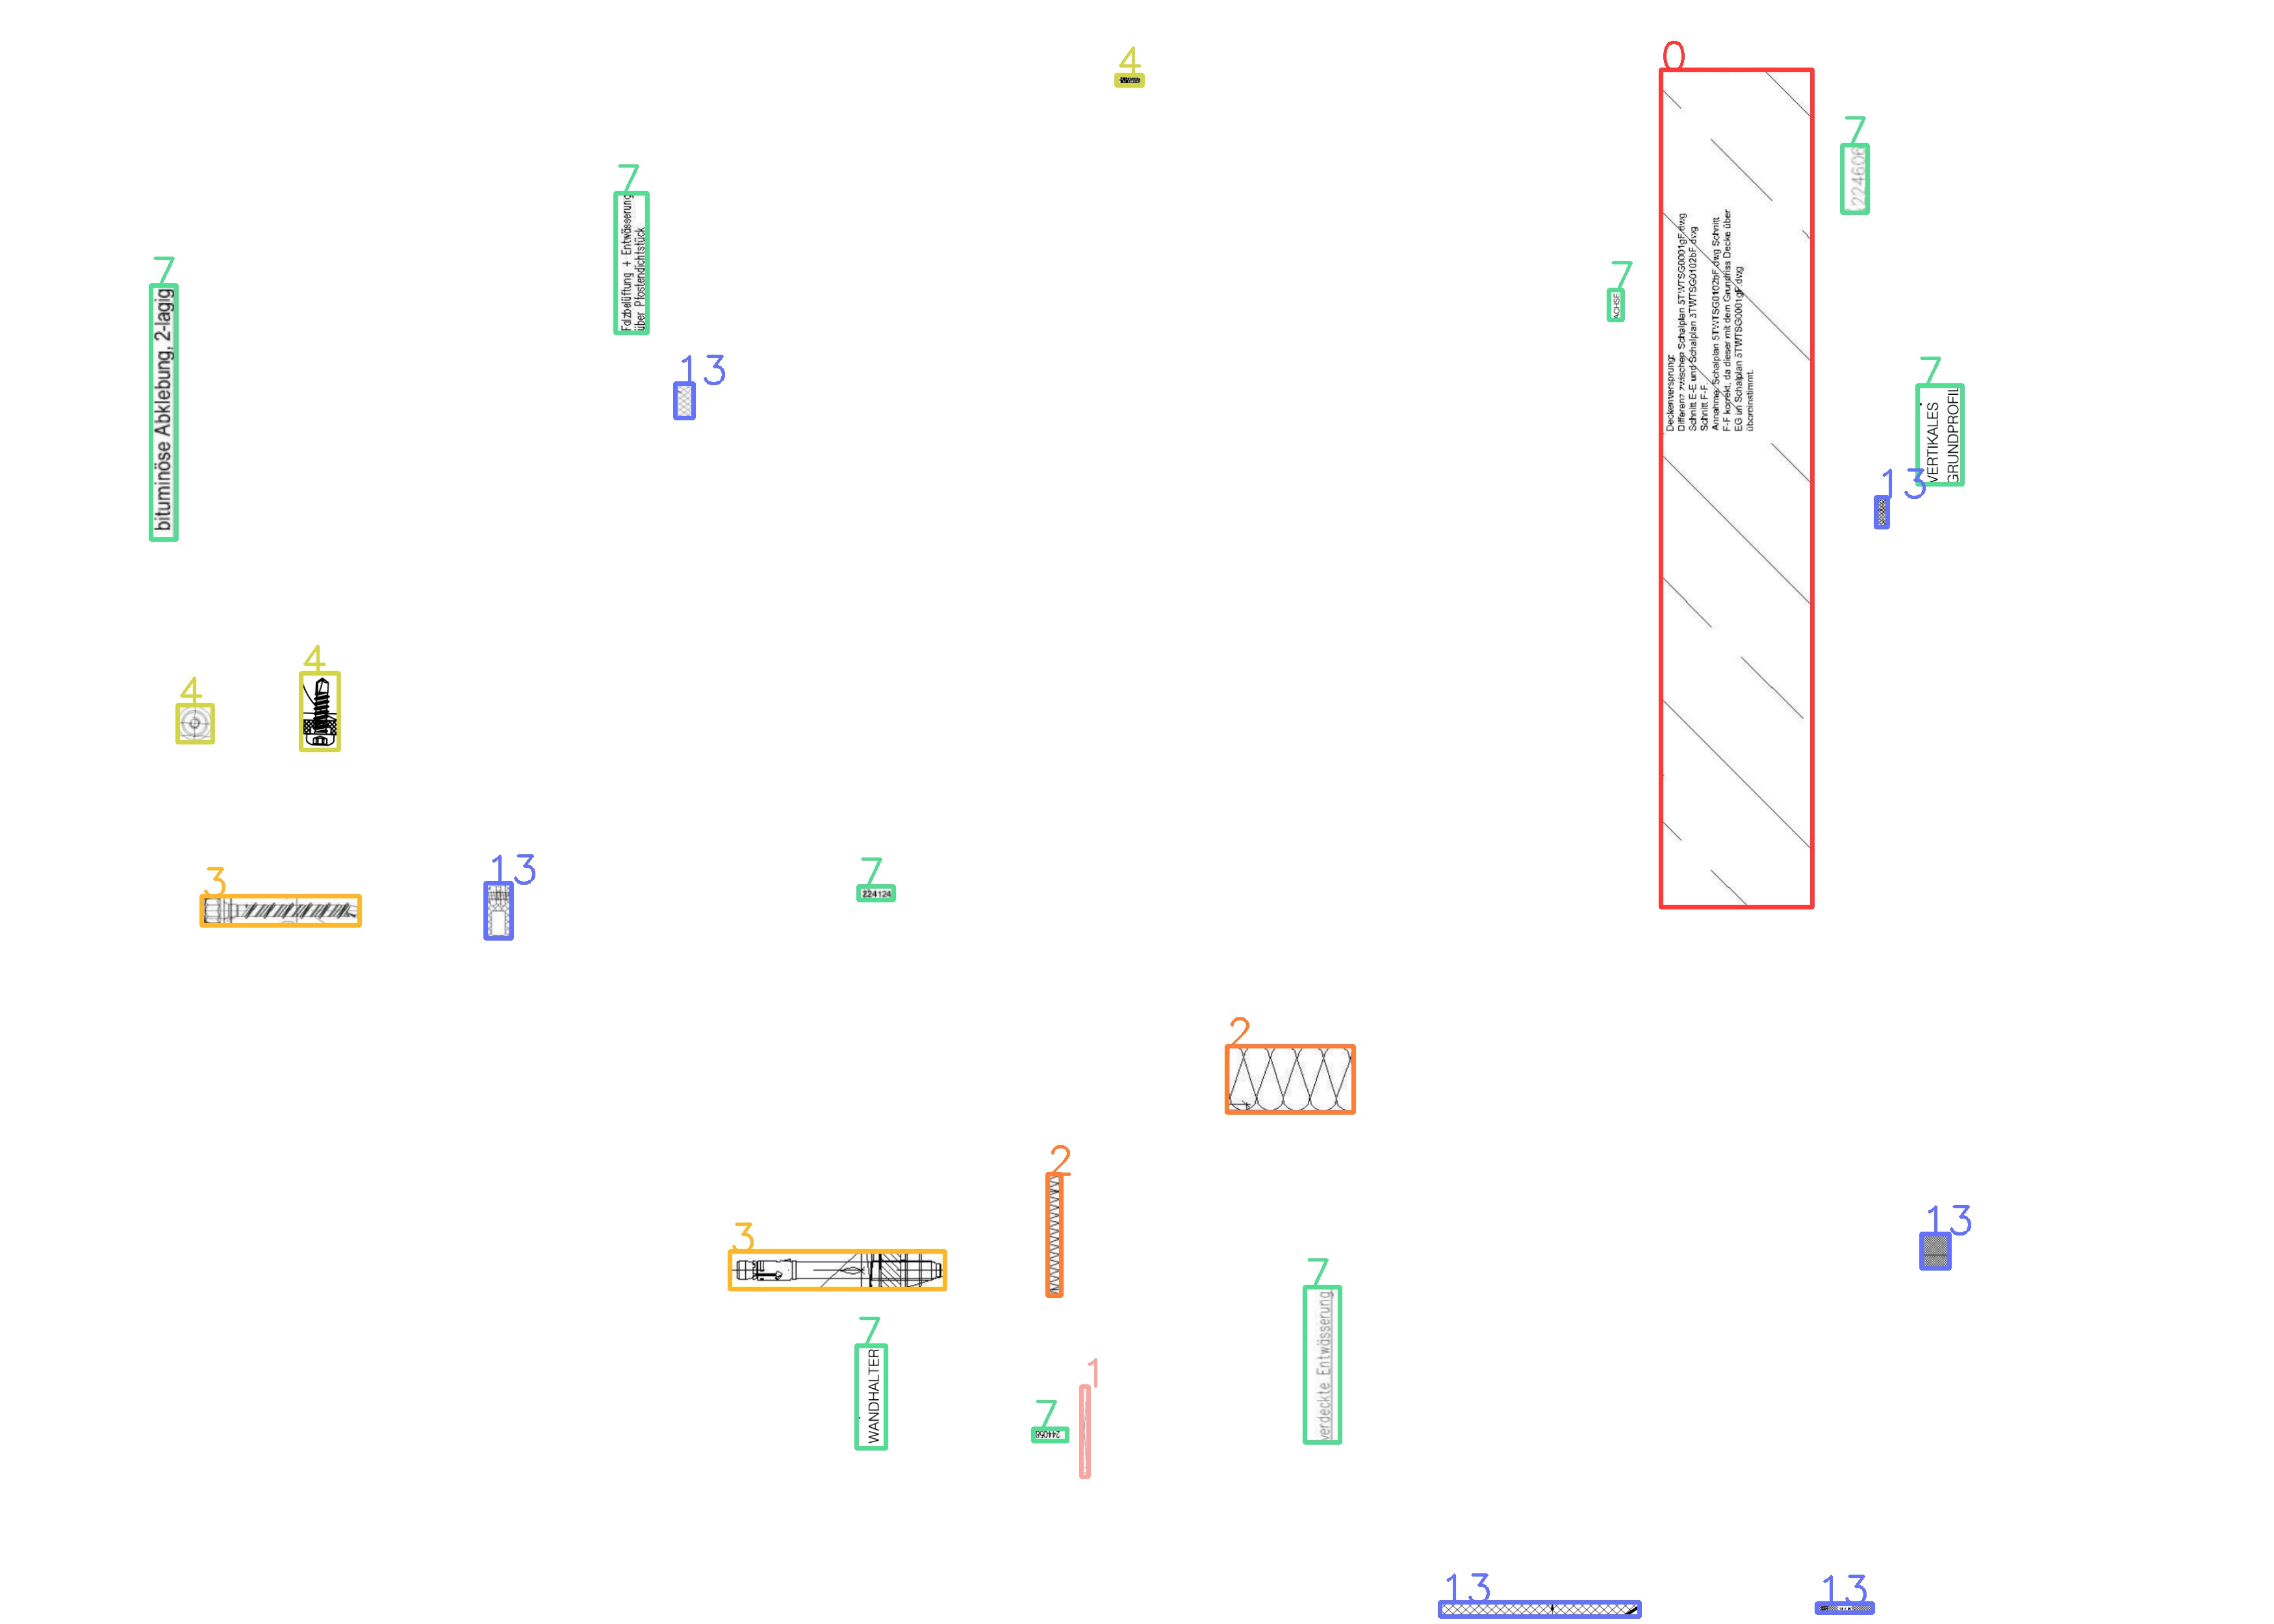 4
0
7
224606
7
Falzbelüftung + Entwässerung
über Pfostendichtstück
7
bituminöse Abklebung, 2-lagig
7
ACHSE
Deckenversprung:
Differenz zwischen Schalplan 5TWTSG0001gF.dwg
Schnitt E-E und Schalplan 5TWTSG0102bF.dwg
Schnitt F-F.
Annahme: Schalplan 5TWTSG0102bF.dwg Schnitt
F-F korrekt, da dieser mit dem Grundriss Decke über
EG in Schalplan 5TWTSG0001gF.dwg
übereinstimmt.
13
7
VERTIKALES
GRUNDPROFIL
13
4
4
3
13
7
224124
2
2
13
3
7
verdeckte Entwässerung
7
WANDHALTER
1
7
244058
13
13